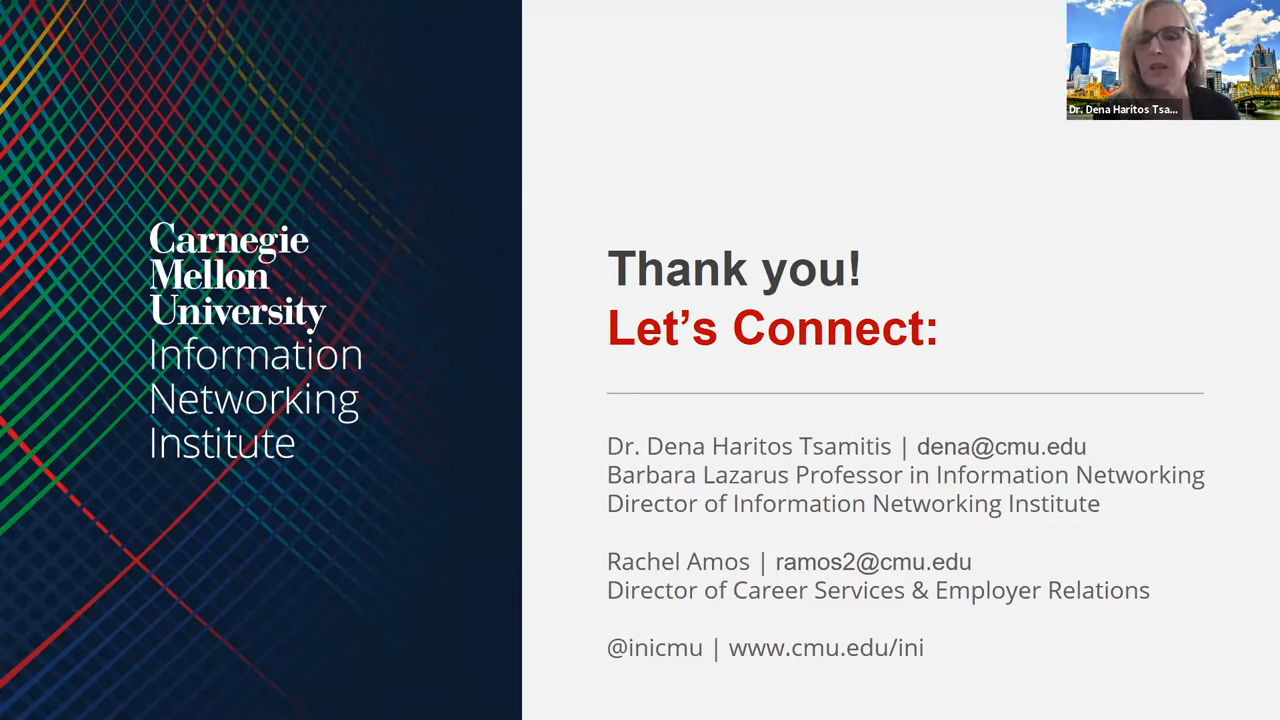 Dr. Dena Haritos Tsa...
Carnegie
Mellon
University
Information
Networking
Institute
Thank you!
Let's Connect:
Dr. Dena Haritos Tsamitis | dena@cmu.edu
Barbara Lazarus Professor in Information Networking
Director of Information Networking Institute
Rachel Amos | ramos2@cmu.edu
Director of Career Services & Employer Relations
@inicmu | www.cmu.edu/ini